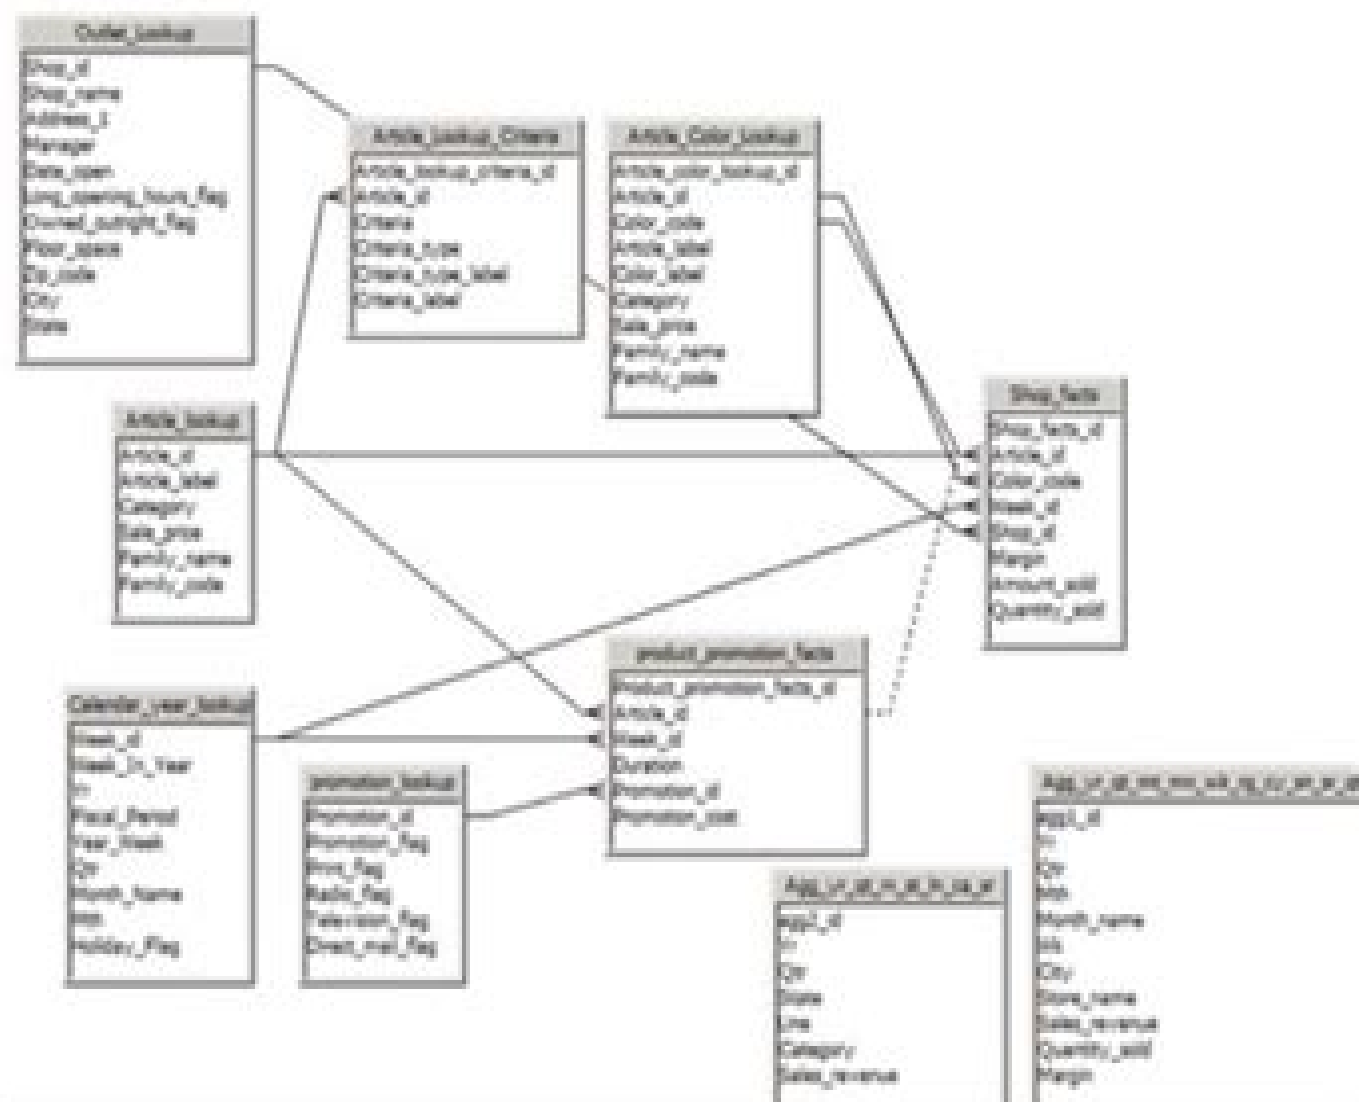 Outlet_Lookup
Shop_id
Shop_name
Address_1
Manager
Date_open
Long_opening_hours_flag
Owned_outright_flag
Floor_space
Zip_code
City
State
Article_Lookup_Criteria
Article_lookup_criteria_id
Article_id
Criteria
Criteria_type
Criteria_type_label
Criteria_label
Article_Color_Lookup
Article_color_lookup_id
Article_id
Color_code
Article_label
Color_label
Category
Sale_price
Family_name
Family_code
Shop_facts
Shop_facts_id
Article_id
Color_code
Week_id
Shop_id
Margin
Amount_sold
Quantity_sold
Article_lookup
Article_id
Article_label
Category
Sale_price
Family_name
Family_code
product_promotion_facts
Product_promotion_facts_id
Article_id
Week_id
Duration
Promotion_id
Promotion_cost
Calendar_year_lookup
Week_id
Week_In_Year
Yr
Fiscal_Period
Year_Week
Qtr
Month_Name
Mth
Holiday_Flag
promotion_lookup
Promotion_id
Promotion_flag
Print_flag
Radio_flag
Television_flag
Direct_mail_flag
Agg_yr_qt_rn_st_ln_ca_sr
agg2_id
Yr
Qtr
State
Line
Category
Sales_revenue
agg1_id
Yr
Qtr
Mth
Month_name
Wk
City
Store_name
Sales_revenue
Quantity_sold
Margin